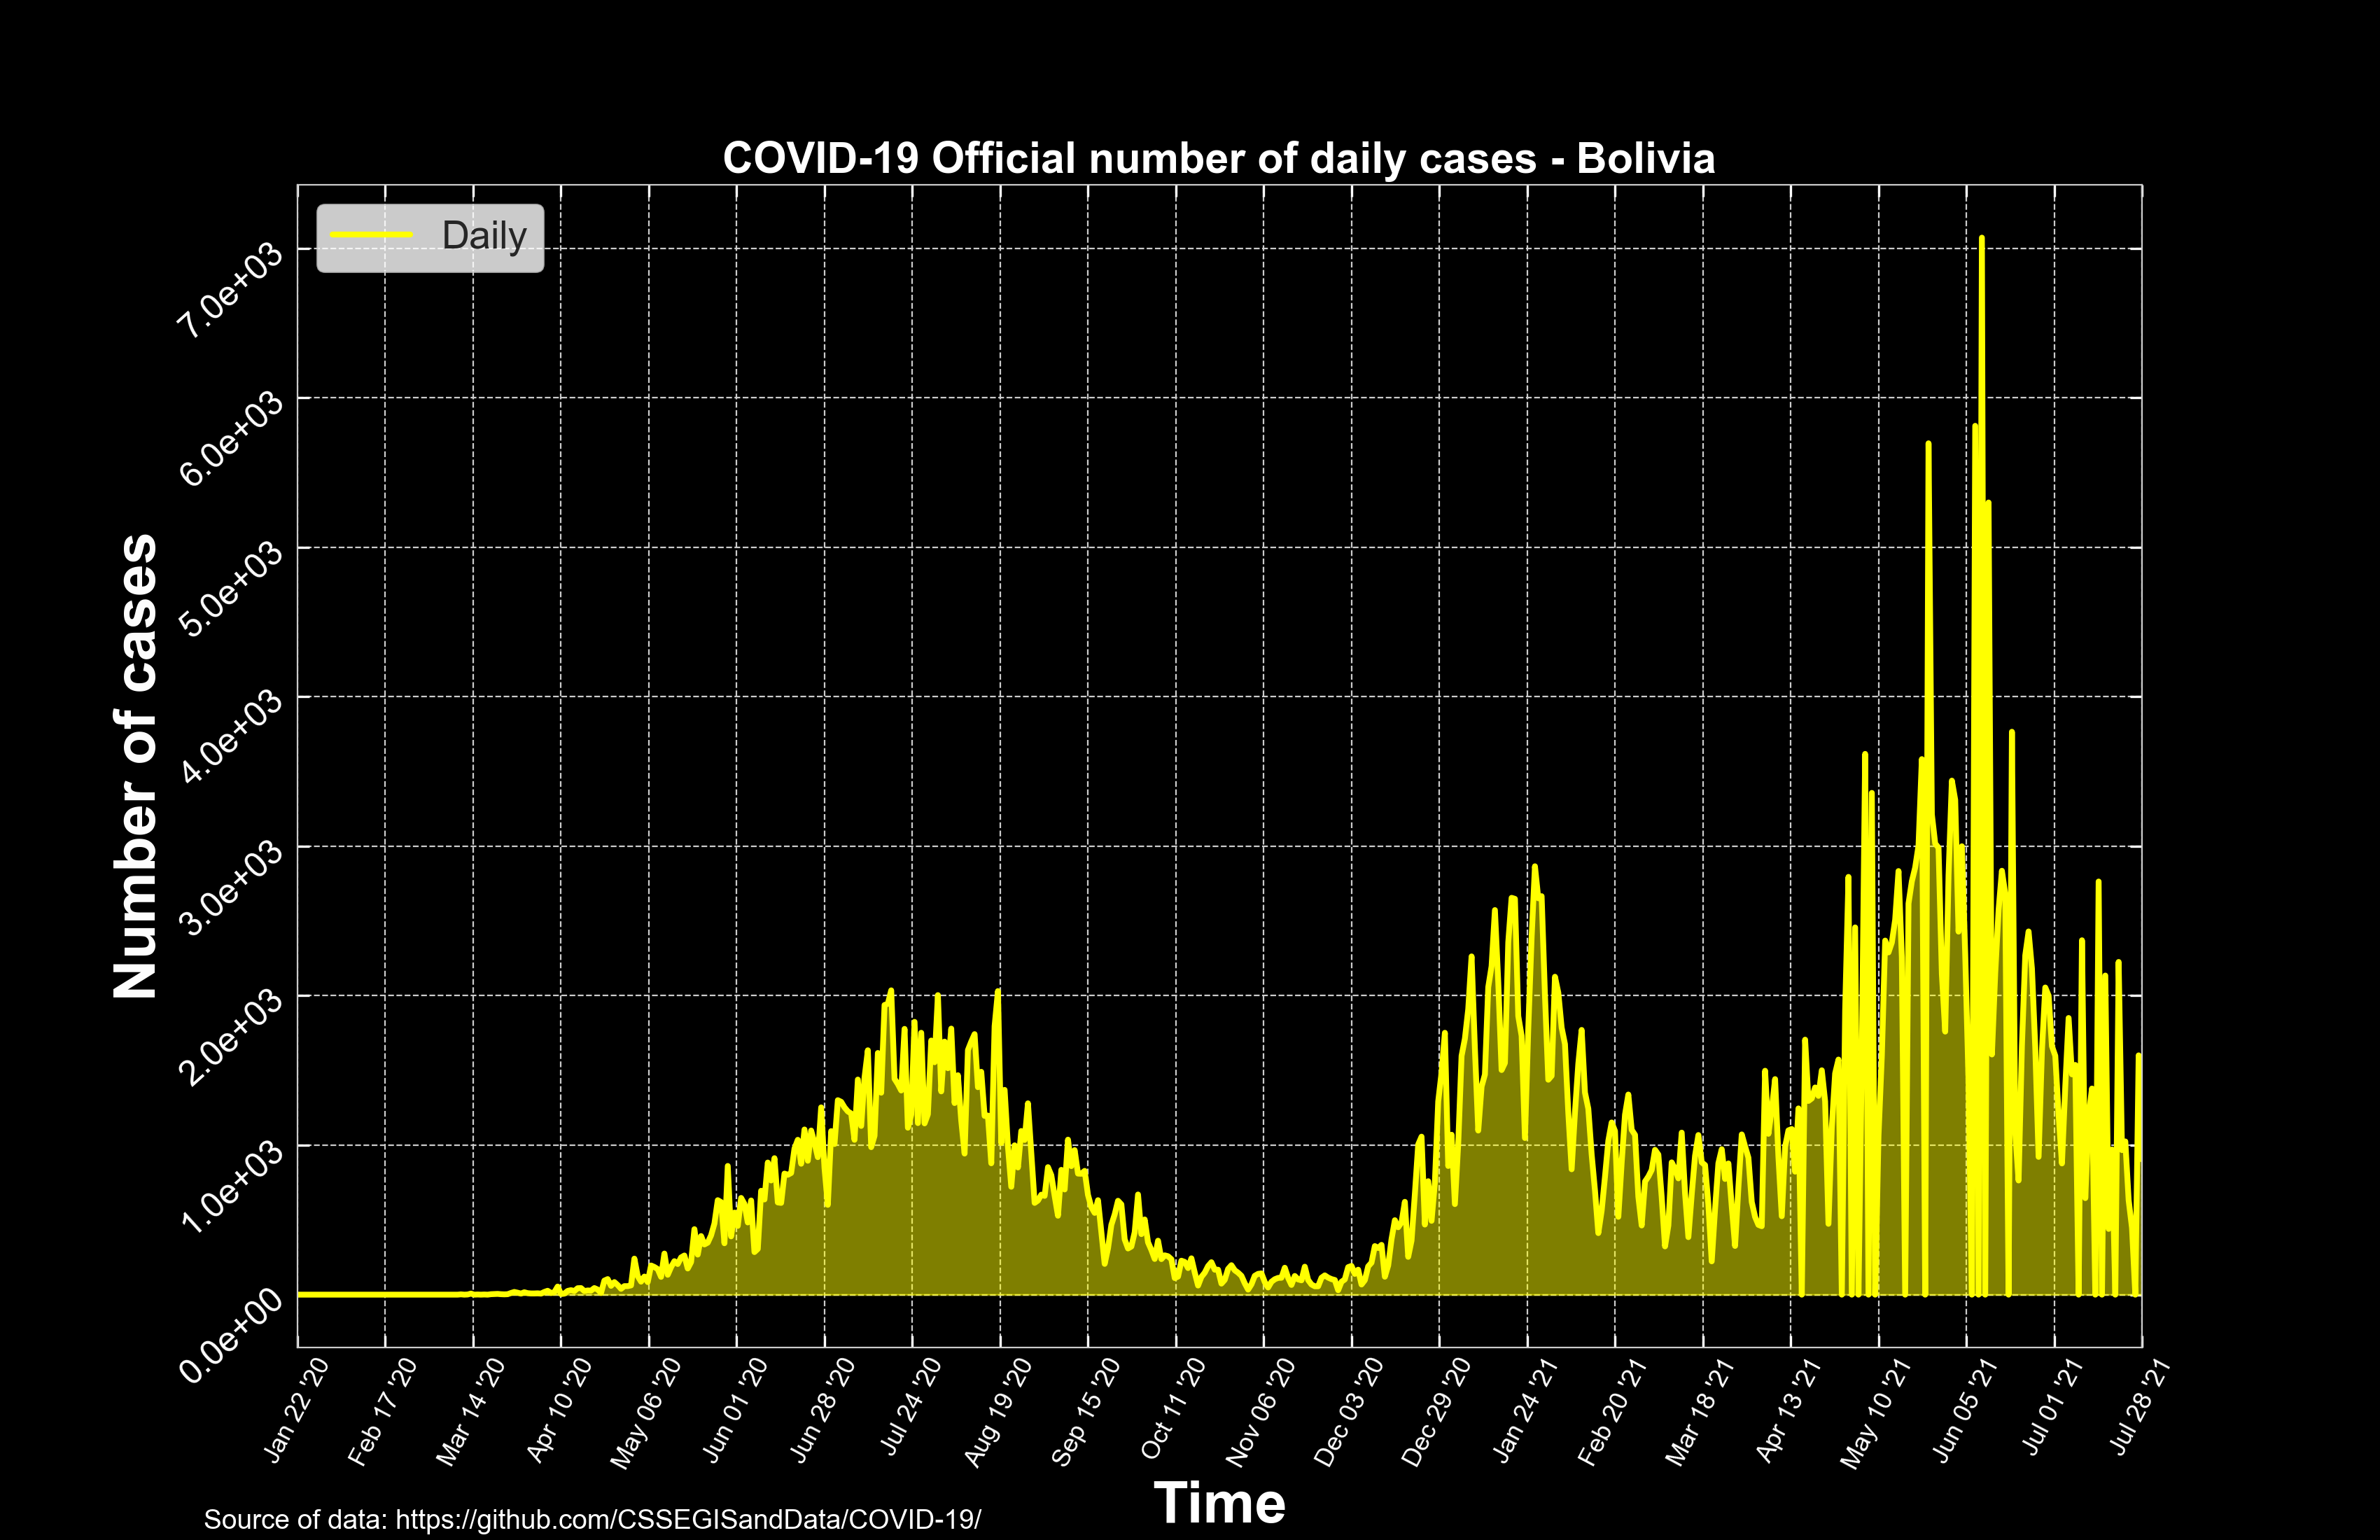 COVID-19 Official number of daily cases - Bolivia
Daily
Number of cases
7.0e+03
6.0e+03
5.0e+03
4.0e+03
3.0e+03
2.0e+03
1.0e+03
0.0e+00
Jan 22 '20
Feb 17 '20
Mar 14 '20
Apr 10 '20
May 06 '20
Jun 01 '20
Jun 28 '20
Jul 24 '20
Aug 19 '20
Sep 15 '20
Oct 11 '20
Nov 06 '20
Dec 03 '20
Dec 29 '20
Jan 24 '21
Feb 20 '21
Mar 18 '21
Apr 13 '21
May 10 '21
Jun 05 '21
Jul 01 '21
Jul 28 '21
Time
Source of data: https://github.com/CSSEGISandData/COVID-19/